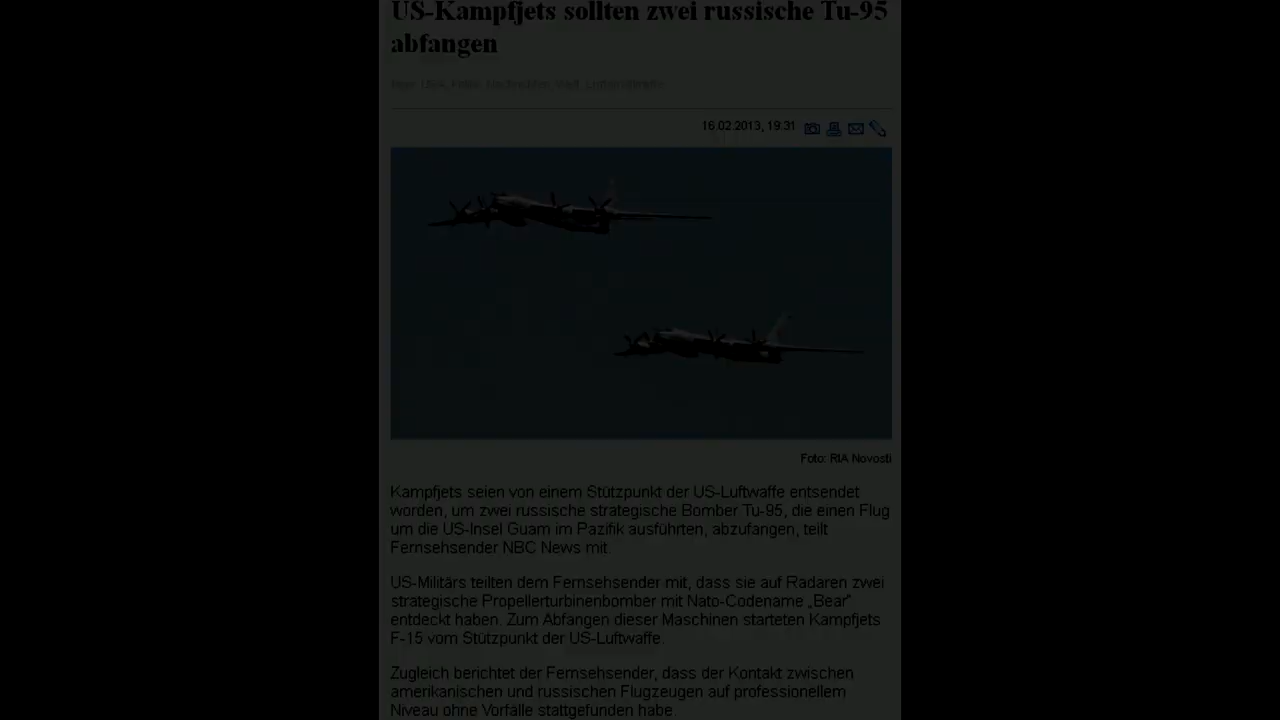 US-Kampfjets sollten zwei russische Tu-95
abfangen
16.02.2013, 19:31
Foto: RIA Novosti
Kampfjets seien von einem Stützpunkt der US-Luftwaffe entsendet
worden, um zwei russische strategische Bomber Tu-95, die einen Flug
um die US-Insel Guam im Pazifik ausführten, abzufangen, teilt
Fernsehsender NBC News mit.
US-Militärs teilten dem Fernsehsender mit, dass sie auf Radaren zwei
strategische Propellerturbinenbomber mit Nato-Codename „Bear“
entdeckt haben. Zum Abfangen dieser Maschinen starteten Kampfjets
F-15 vom Stützpunkt der US-Luftwaffe.
Zugleich berichtet der Fernsehsender, dass der Kontakt zwischen
amerikanischen und russischen Flugzeugen auf professionellem
Niveau ohne Vorfälle stattgefunden habe.